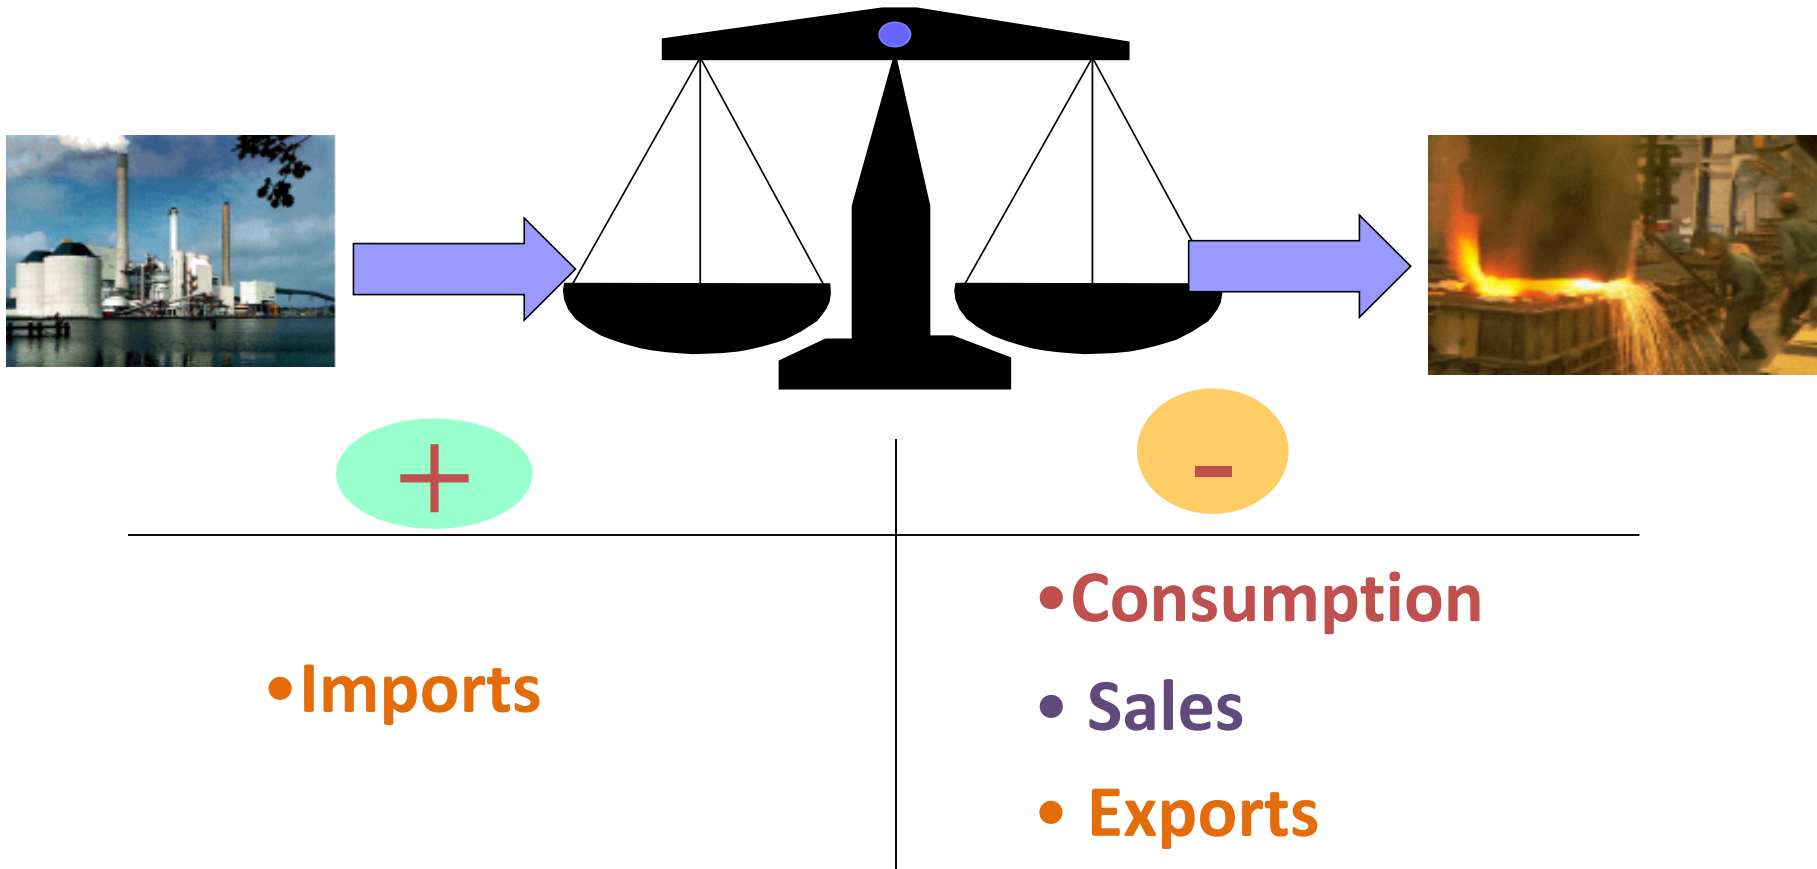 +
-
•Imports
•Consumption
• Sales
• Exports